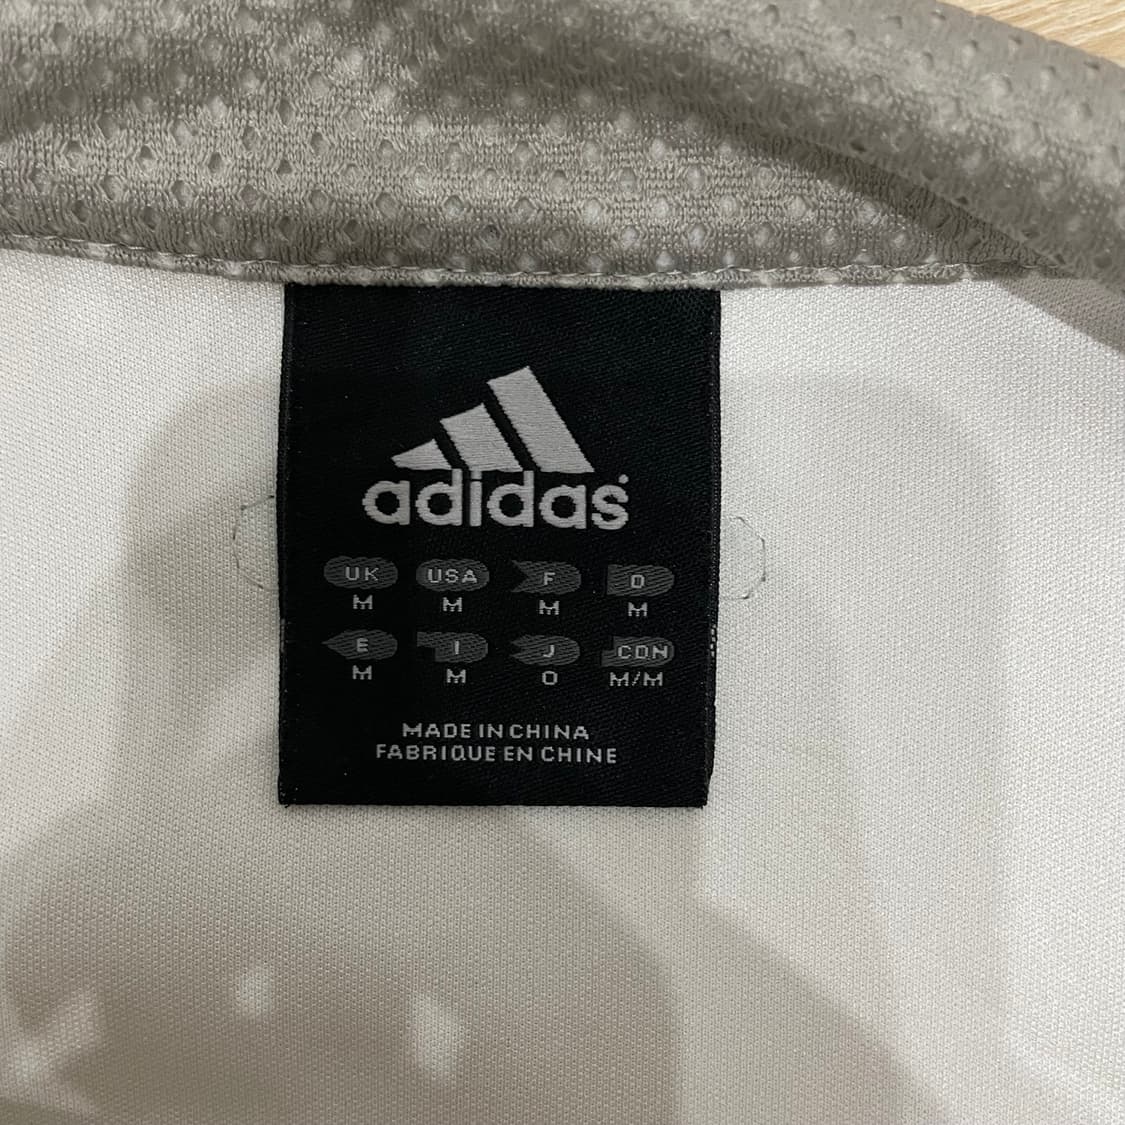 adidas
UK USA F D
M M M M
E I J CDN
M M O M/M
MADE IN CHINA
FABRIQUE EN CHINE